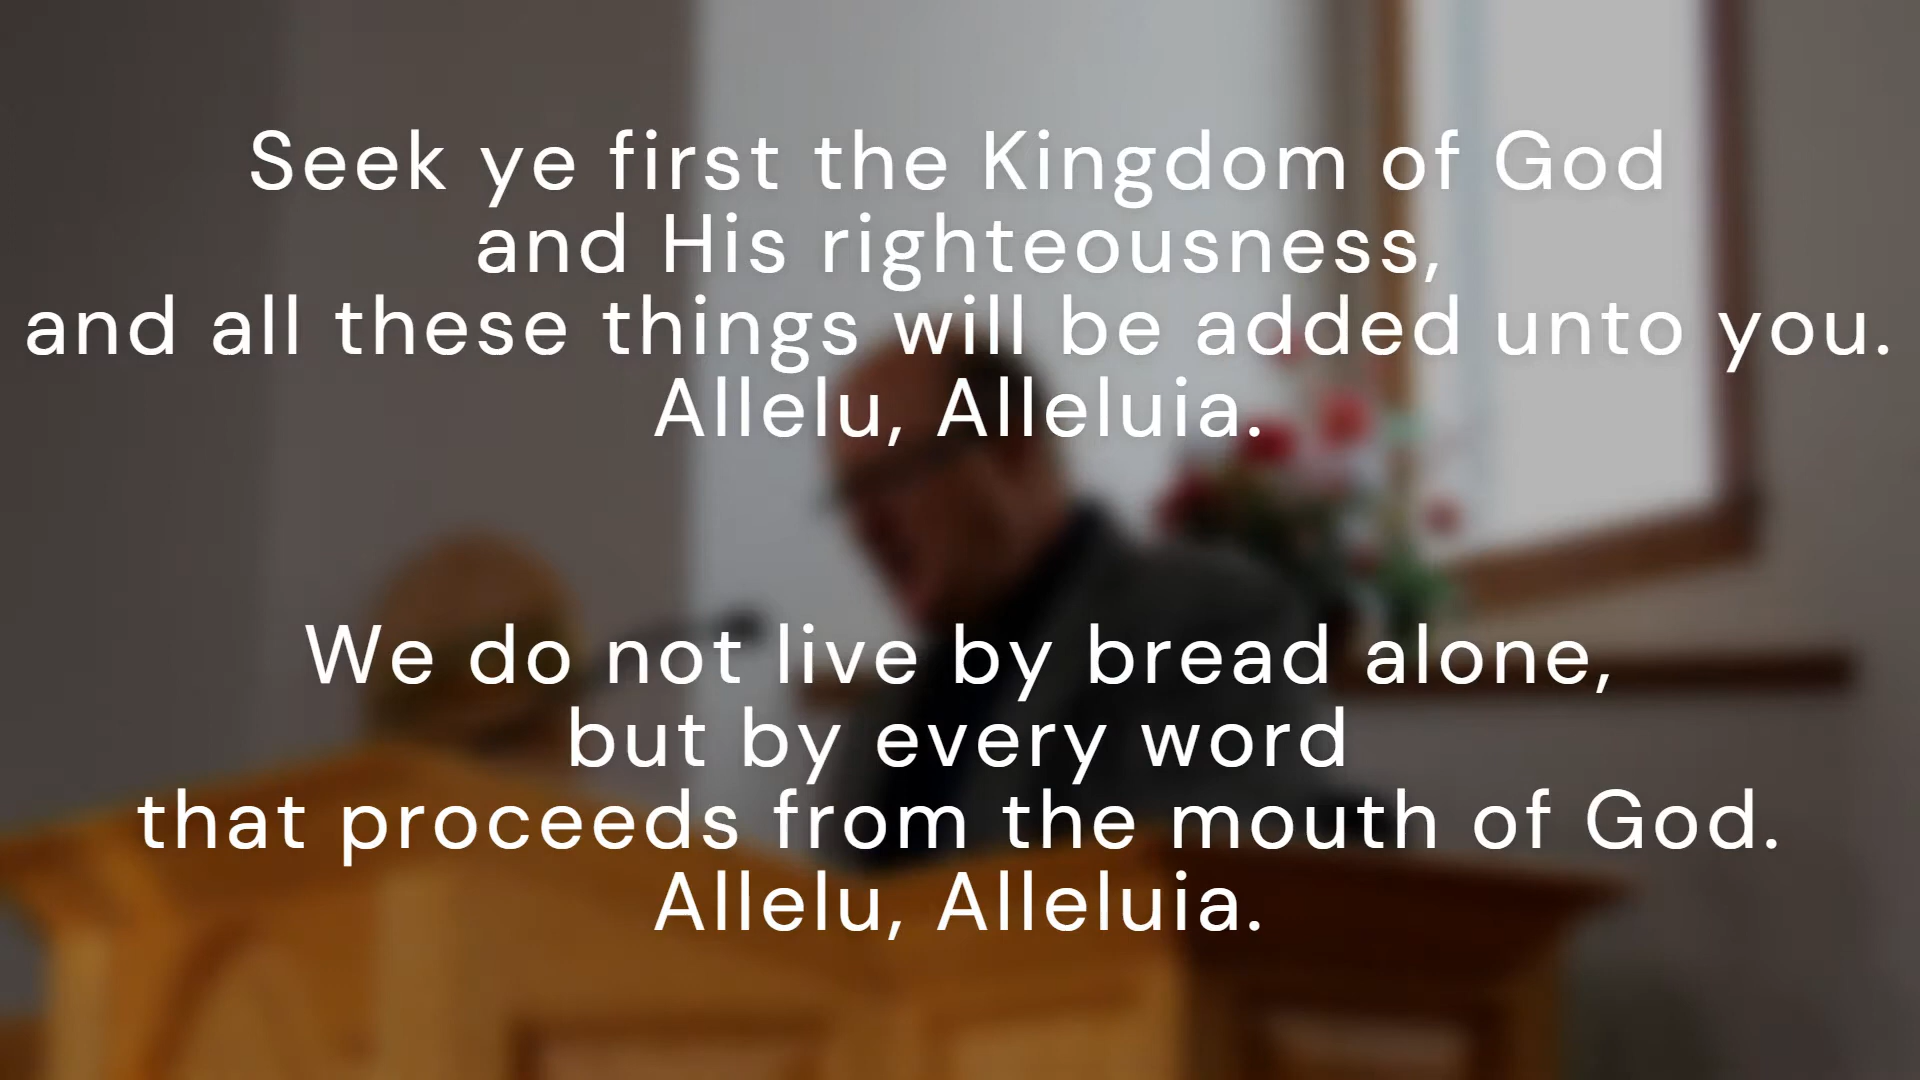 Seek ye first the Kingdom of God
and His righteousness,
and all these things will be added unto you.
Allelu, Alleluia.
We do not live by bread alone,
but by every word
that proceeds from the mouth of God.
Allelu, Alleluia.